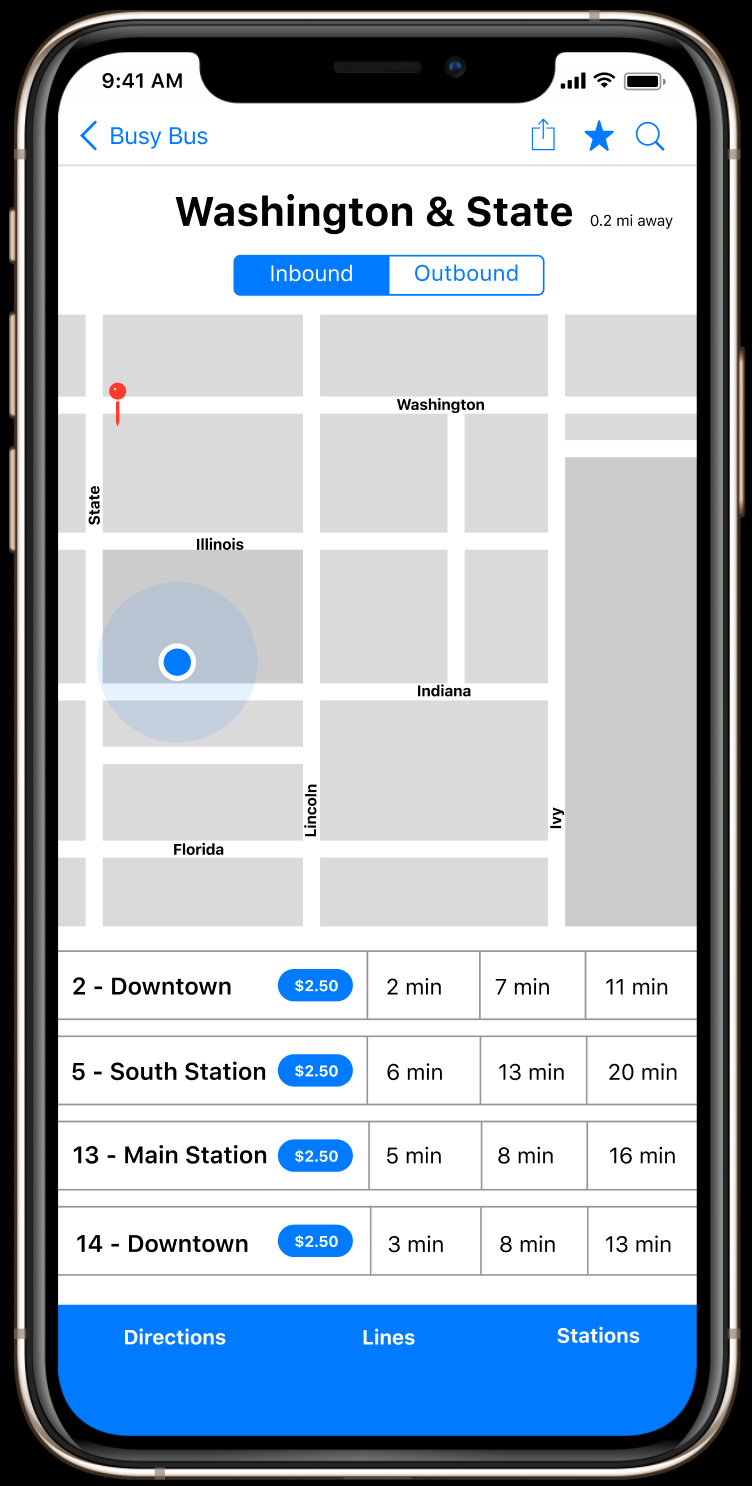 9:41 AM
Busy Bus
Washington & State 0.2 mi away
Inbound Outbound
Washington
State
Illinois
Indiana
Lincoln
Ivy
Florida
2 - Downtown $2.50 2 min 7 min 11 min
5 - South Station $2.50 6 min 13 min 20 min
13 - Main Station $2.50 5 min 8 min 16 min
14 - Downtown $2.50 3 min 8 min 13 min
Directions Lines Stations